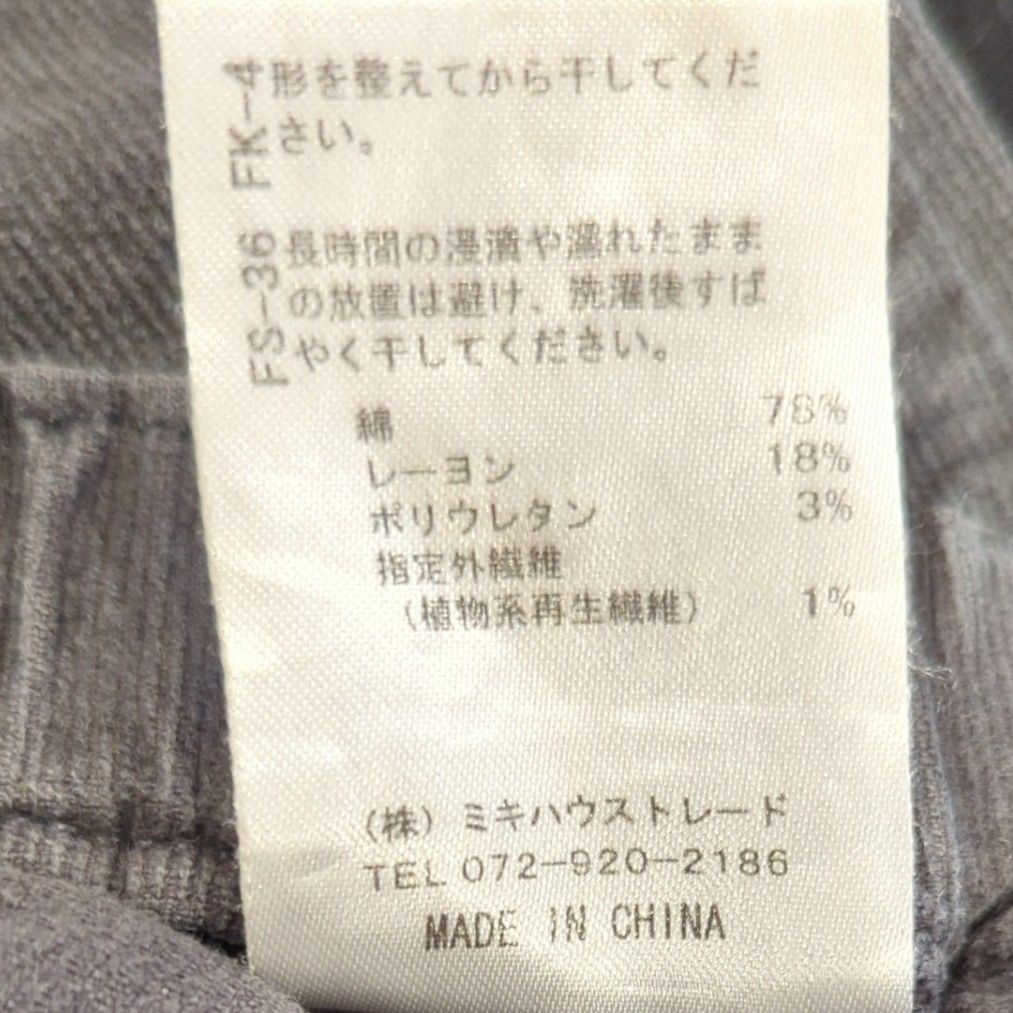 FK-4
形を整えてから干してくだ
さい。
FS-36
長時間の浸漬や濡れたまま
の放置は避け、洗濯後すば
やく干してください。
綿 78%
レーヨン 18%
ポリウレタン 3%
指定外繊維
（植物系再生繊維） 1%
（株）ミキハウストレード
TEL 072-920-2186
MADE IN CHINA